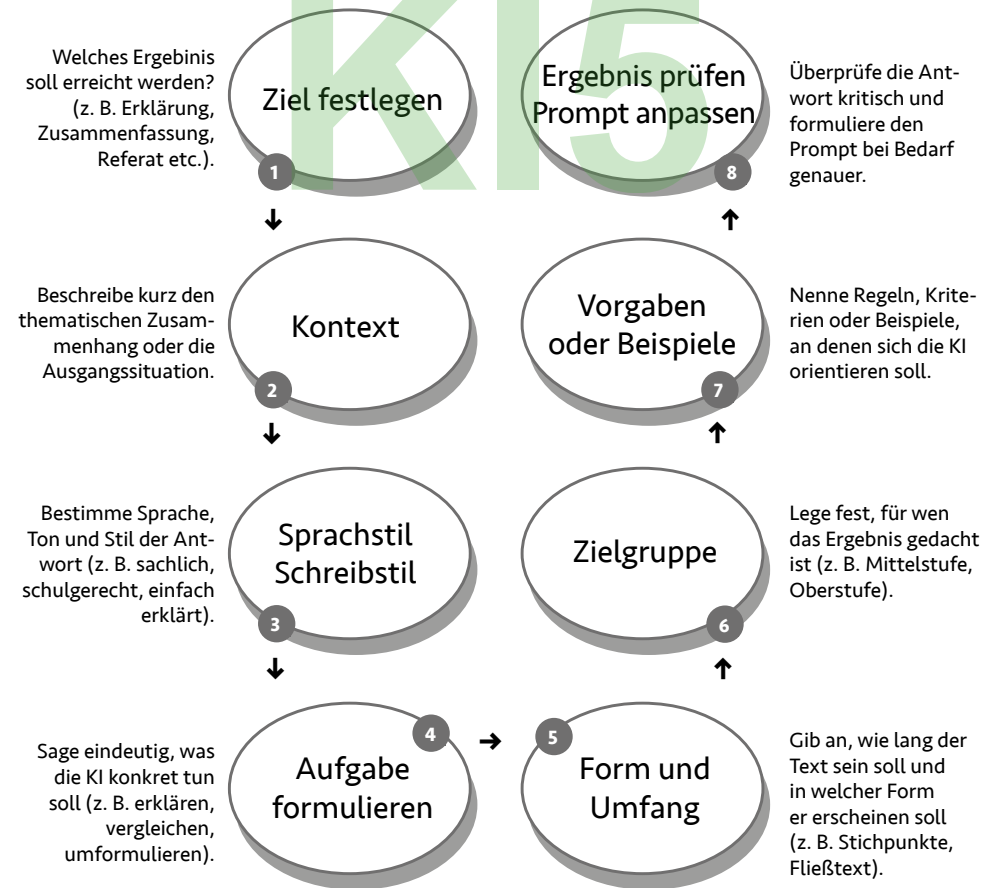 KI5
Welches Ergebinis
soll erreicht werden?
(z. B. Erklärung,
Zusammenfassung,
Referat etc.).
Ziel festlegen
1
Beschreibe kurz den
thematischen Zusam-
menhang oder die
Ausgangssituation.
Kontext
2
Bestimme Sprache,
Ton und Stil der Ant-
wort (z. B. sachlich,
schulgerecht, einfach
erklärt).
Sprachstil
Schreibstil
3
Sage eindeutig, was
die KI konkret tun
soll (z. B. erklären,
vergleichen,
umformulieren).
Aufgabe
formulieren
4
5
Form und
Umfang
Gib an, wie lang der
Text sein soll und
in welcher Form
er erscheinen soll
(z. B. Stichpunkte,
Fließtext).
Zielgruppe
6
Lege fest, für wen
das Ergebnis gedacht
ist (z. B. Mittelstufe,
Oberstufe).
Vorgaben
oder Beispiele
7
Nenne Regeln, Krite-
rien oder Beispiele,
an denen sich die KI
orientieren soll.
Ergebnis prüfen
Prompt anpassen
8
Überprüfe die Ant-
wort kritisch und
formuliere den
Prompt bei Bedarf
genauer.